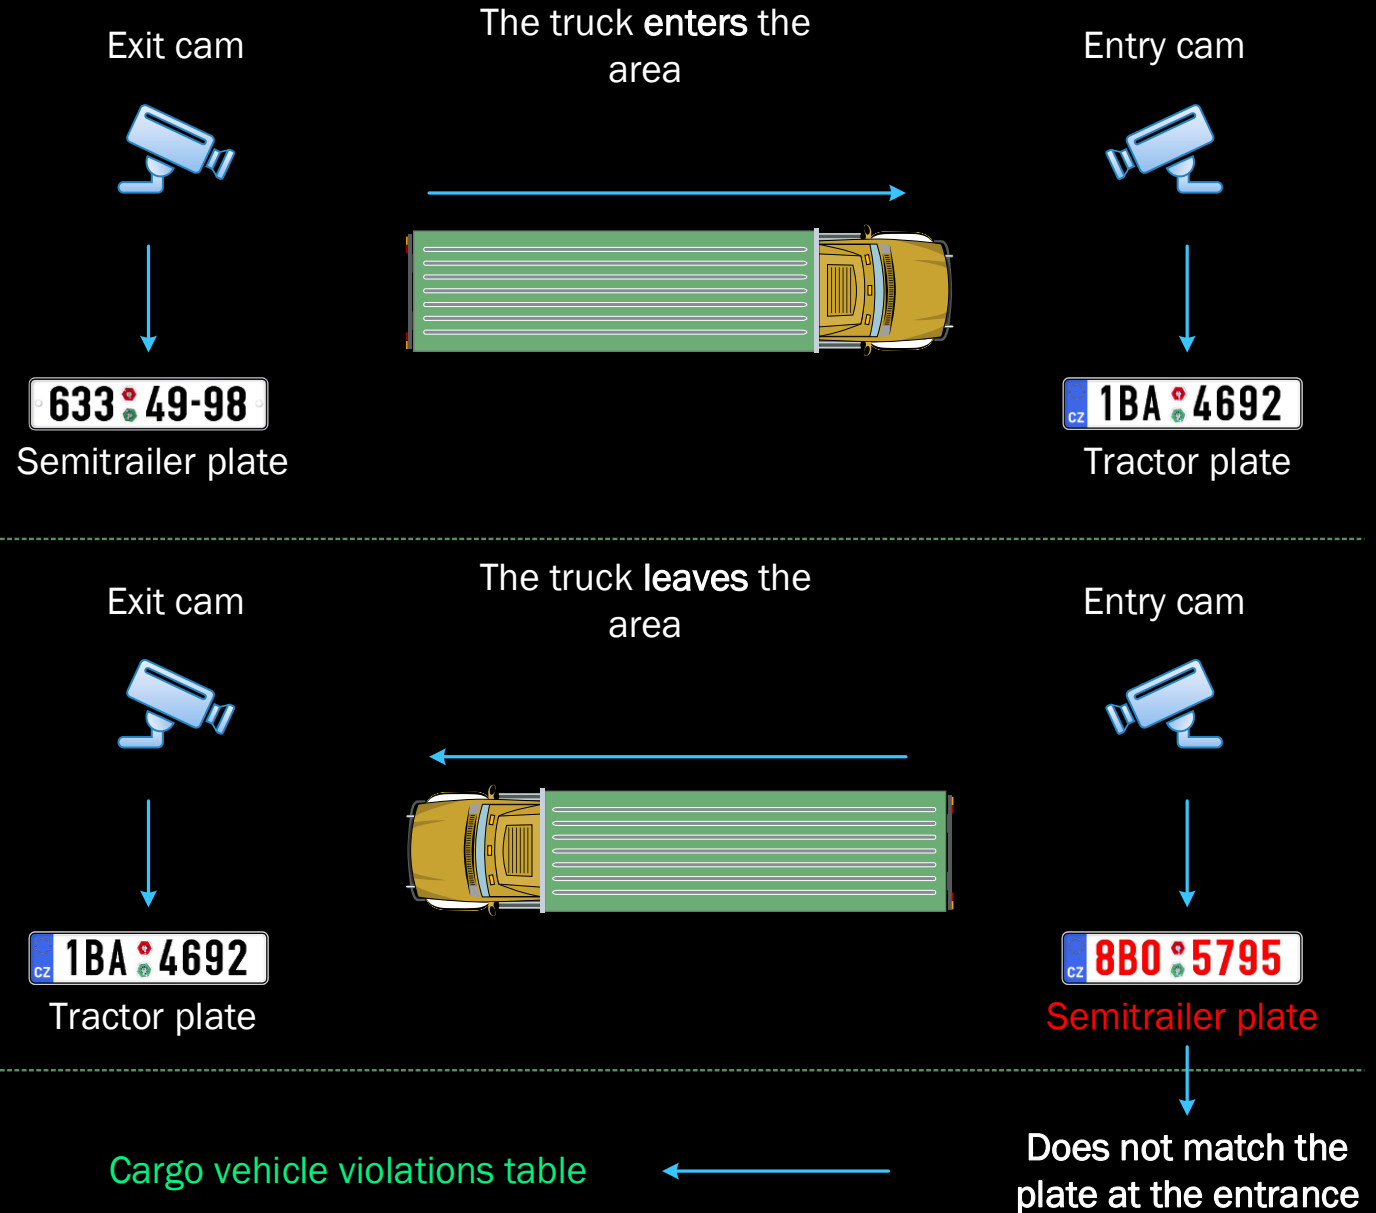 Exit cam
The truck enters the
area
Entry cam
633 49-98
Semitrailer plate
CZ 1BA 4692
Tractor plate
Exit cam
The truck leaves the
area
Entry cam
CZ 1BA 4692
Tractor plate
CZ 8B0 5795
Semitrailer plate
Cargo vehicle violations table
Does not match the
plate at the entrance